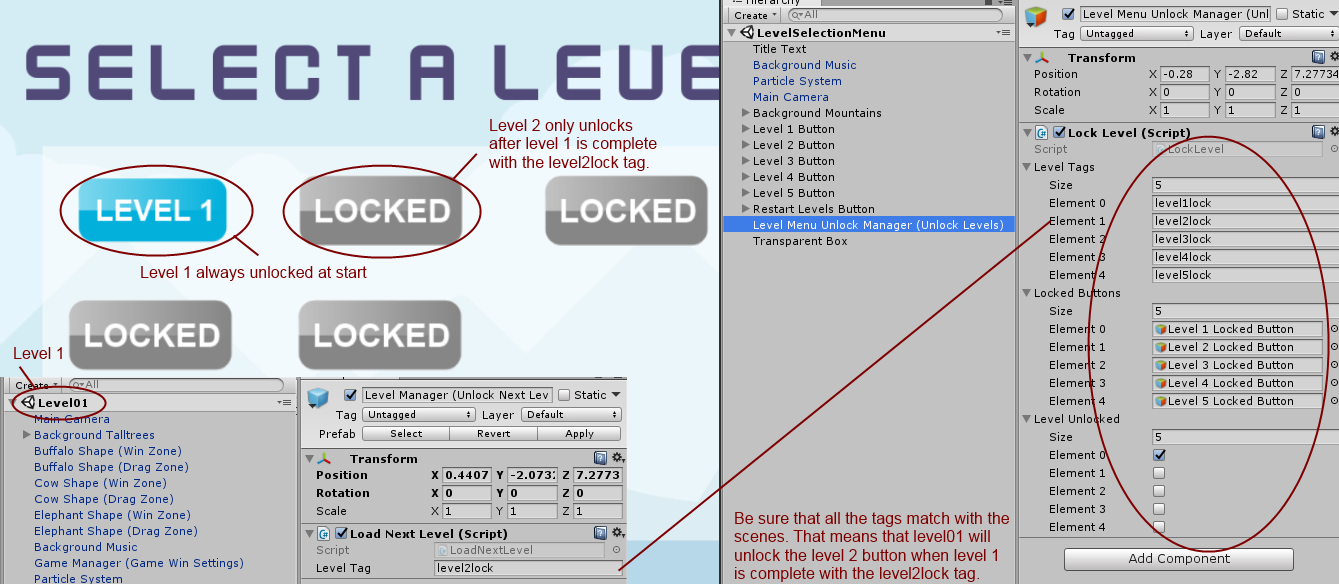 SELECT A LEVE
Level 2 only unlocks
after level 1 is complete
with the level2lock tag.
LEVEL 1
LOCKED
LOCKED
Level 1 always unlocked at start
LOCKED
LOCKED
Level 1
Create
All
Level01
Main Camera
Background Talltrees
Buffalo Shape (Win Zone)
Buffalo Shape (Drag Zone)
Cow Shape (Win Zone)
Cow Shape (Drag Zone)
Elephant Shape (Win Zone)
Elephant Shape (Drag Zone)
Background Music
Game Manager (Game Win Settings)
Particle System
Level Manager (Unlock Next Lev
Static
Tag Untagged Layer Default
Prefab Select Revert Apply
Transform
Position X 0.4407 Y -2.073 Z 7.2773
Rotation X 0 Y 0 Z 0
Scale X 1 Y 1 Z 1
Load Next Level (Script)
Script LoadNextLevel
Level Tag level2lock
Hierarchy
Create All
LevelSelectionMenu
Title Text
Background Music
Particle System
Main Camera
Background Mountains
Level 1 Button
Level 2 Button
Level 3 Button
Level 4 Button
Level 5 Button
Restart Levels Button
Level Menu Unlock Manager (Unlock Levels)
Transparent Box
Be sure that all the tags match with the
scenes. That means that level01 will
unlock the level 2 button when level 1
is complete with the level2lock tag.
Level Menu Unlock Manager (Unl Static
Tag Untagged Layer Default
Transform
Position X -0.28 Y -2.82 Z 7.27734
Rotation X 0 Y 0 Z 0
Scale X 1 Y 1 Z 1
Lock Level (Script)
Script LockLevel
Level Tags
Size 5
Element 0 level1lock
Element 1 level2lock
Element 2 level3lock
Element 3 level4lock
Element 4 level5lock
Locked Buttons
Size 5
Element 0 Level 1 Locked Button
Element 1 Level 2 Locked Button
Element 2 Level 3 Locked Button
Element 3 Level 4 Locked Button
Element 4 Level 5 Locked Button
Level Unlocked
Size 5
Element 0
Element 1
Element 2
Element 3
Element 4
Add Component